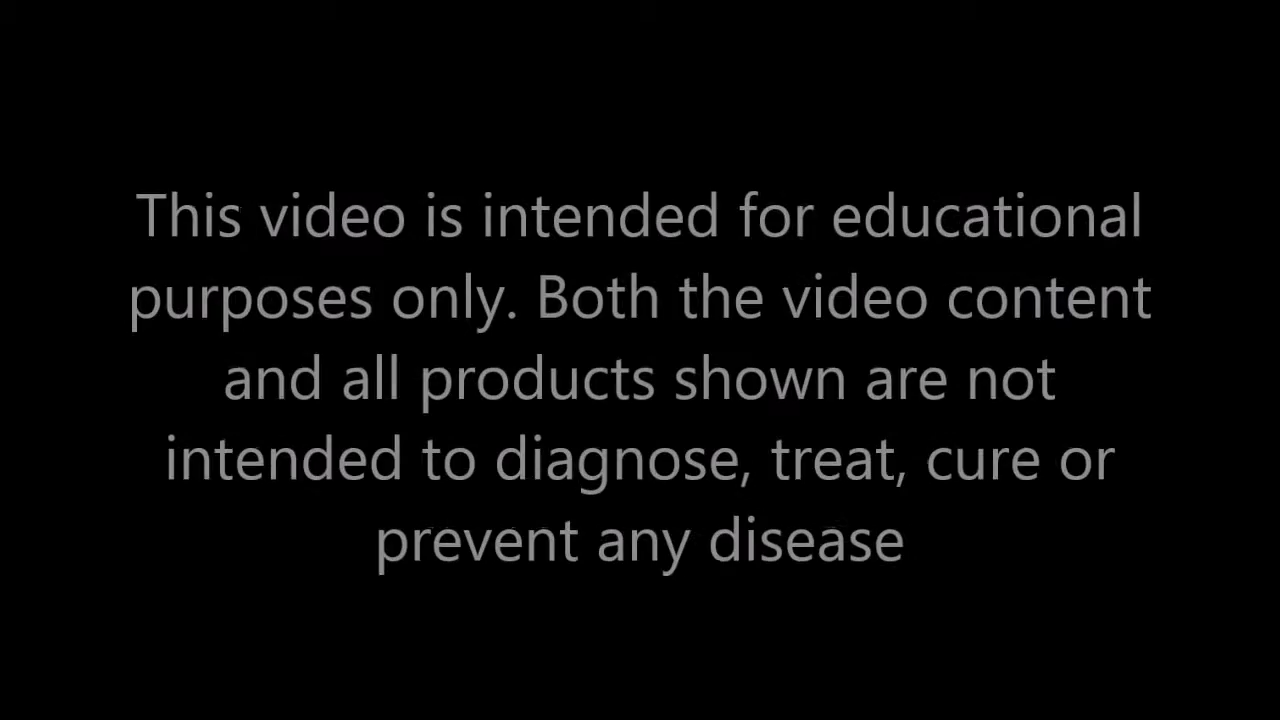 This video is intended for educational
purposes only. Both the video content
and all products shown are not
intended to diagnose, treat, cure or
prevent any disease